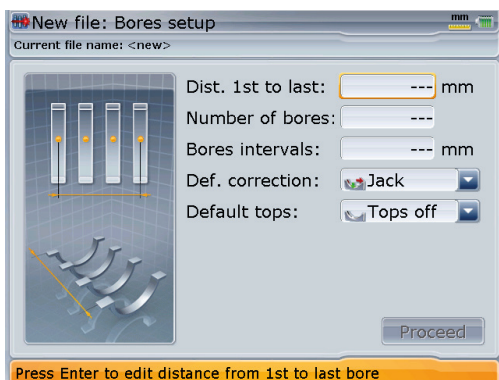 New file: Bores setup
mm
Current file name: <new>
Dist. 1st to last: --- mm
Number of bores: ---
Bores intervals: --- mm
Def. correction: Jack
Default tops: Tops off
Proceed
Press Enter to edit distance from 1st to last bore